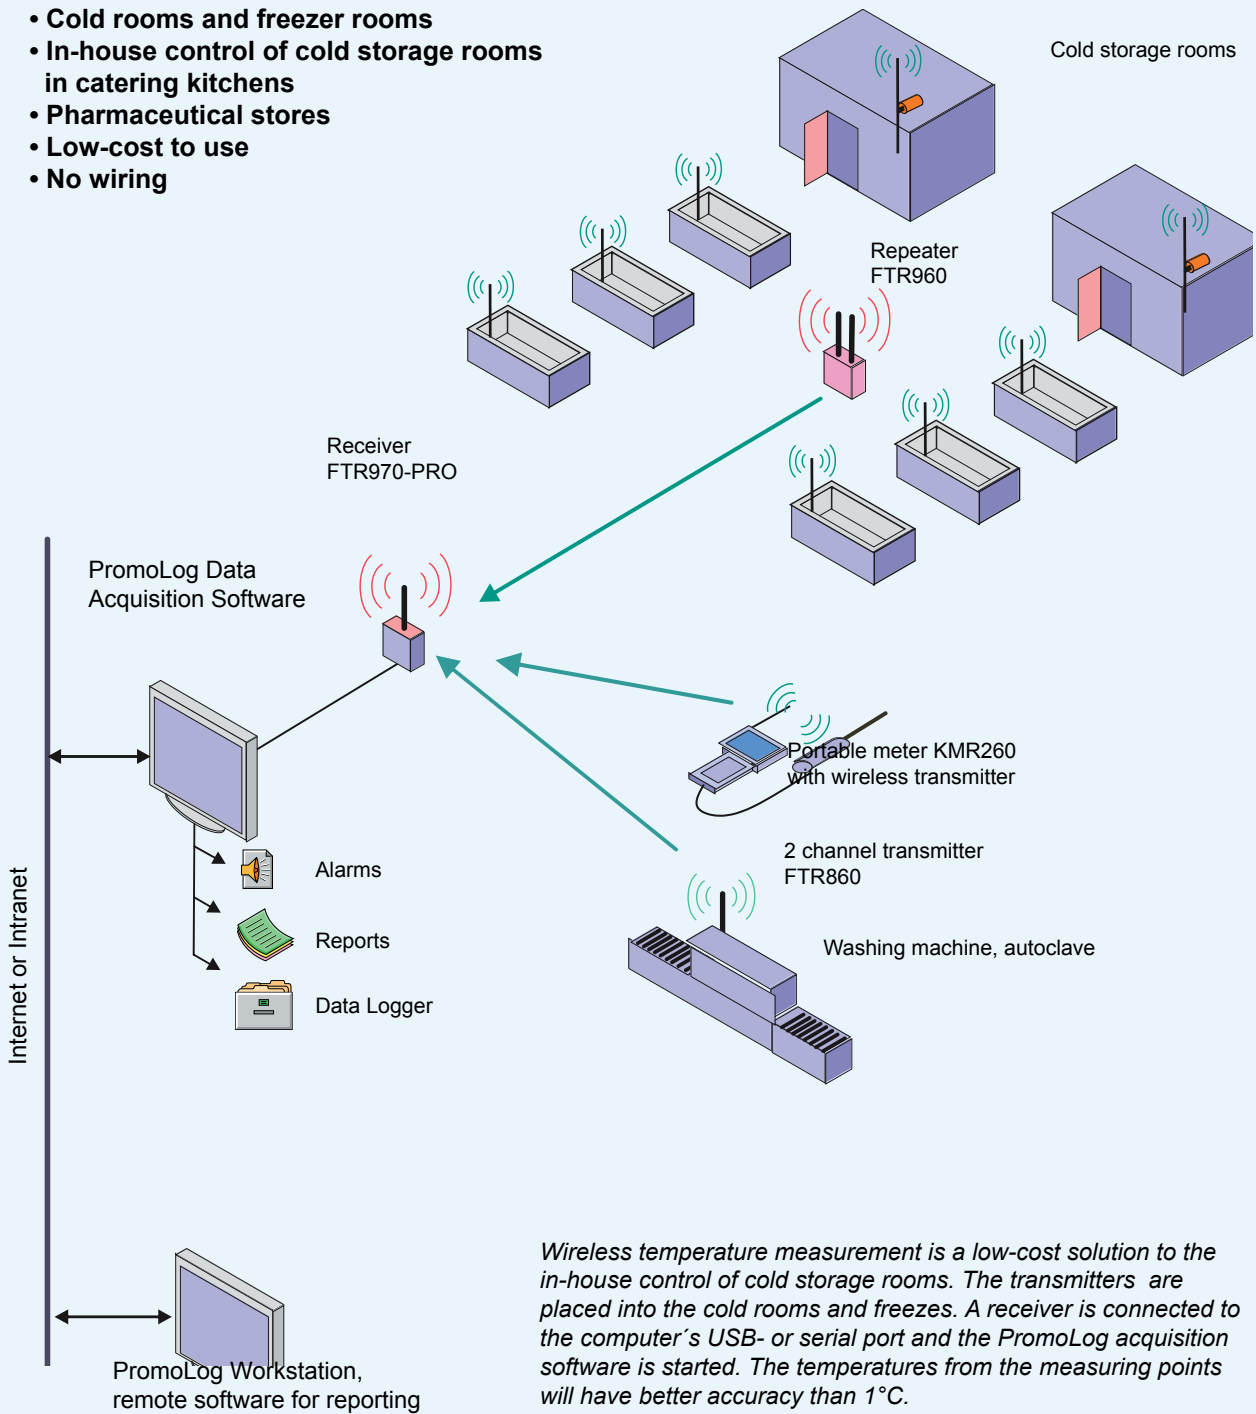 • Cold rooms and freezer rooms
• In-house control of cold storage rooms
in catering kitchens
• Pharmaceutical stores
• Low-cost to use
• No wiring
Cold storage rooms
Repeater
FTR960
Receiver
FTR970-PRO
PromoLog Data
Acquisition Software
Portable meter KMR260
with wireless transmitter
2 channel transmitter
FTR860
Washing machine, autoclave
Alarms
Reports
Data Logger
Internet or Intranet
PromoLog Workstation,
remote software for reporting
Wireless temperature measurement is a low-cost solution to the
in-house control of cold storage rooms. The transmitters  are
placed into the cold rooms and freezes. A receiver is connected to
the computer´s USB- or serial port and the PromoLog acquisition
software is started. The temperatures from the measuring points
will have better accuracy than 1°C.